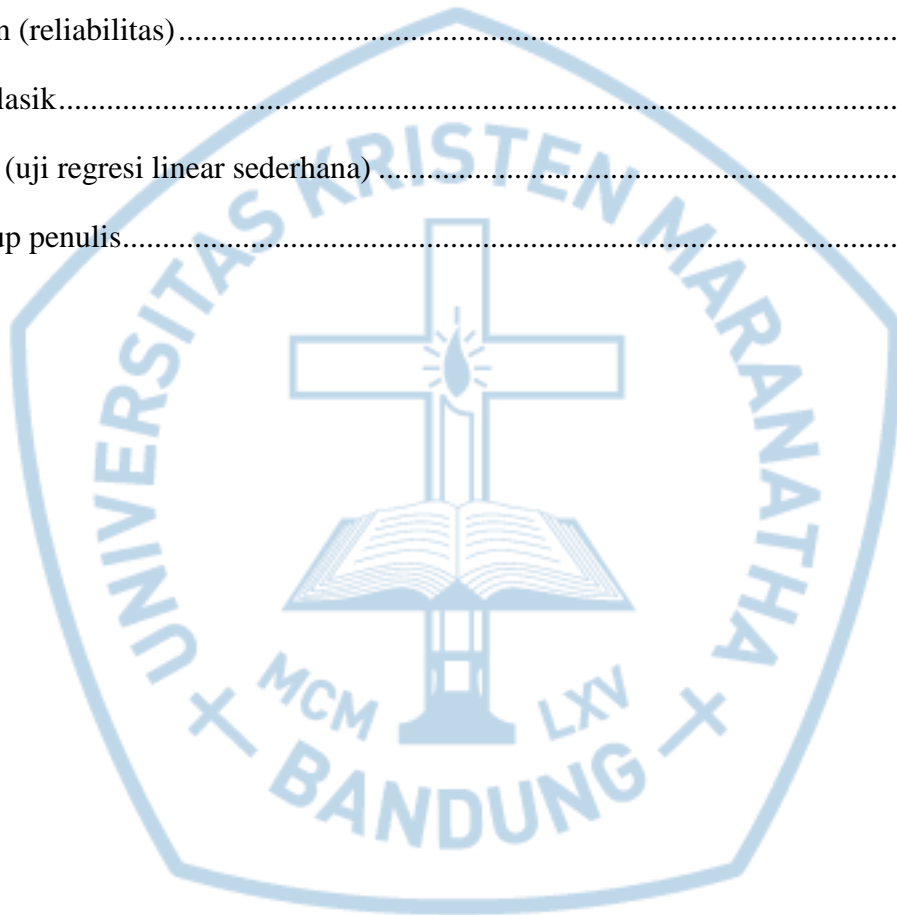 n (reliabilitas)........................................................................................
lasik........................................................................................................
(uji regresi linear sederhana)................................................................
up penulis................................................................................................
UNIVERSITAS KRISTEN MARANATHA
MCM LXV
BANDUNG